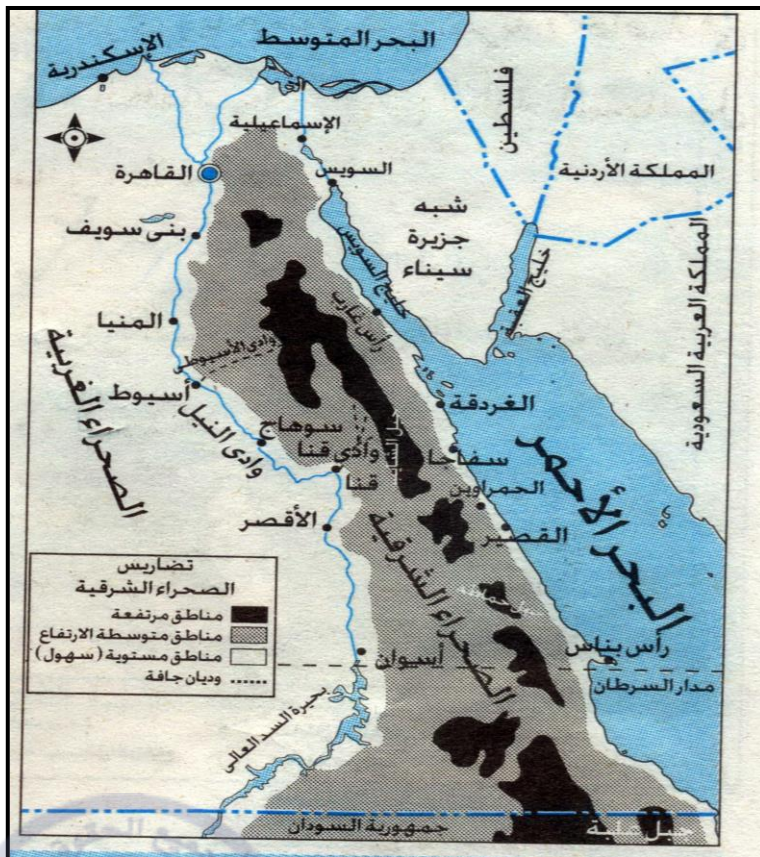 البحر المتوسط
الإسكندرية
فلسطين
الإسماعيلية
المملكة الأردنية
القاهرة
السويس
شبه
جزيرة
سيناء
بنى سويف
خليج السويس
خليج العقبة
المملكة العربية السعودية
رأس غارب
المنيا
وادى الأسيوطى
الصحراء الغربية
أسيوط
الغردقة
وادى النيل
سوهاج
وادى قنا
سفاجا
البحر الأحمر
قنا
الحمراوين
الأقصر
القصير
الصحراء الشرقية
تضاريس
الصحراء الشرقية
مناطق مرتفعة
مناطق متوسطة الارتفاع
مناطق مستوية (سهول)
وديان جافة
رأس بناس
أسوان
مدار السرطان
بحيرة السد العالى
جمهورية السودان
جبل علبة